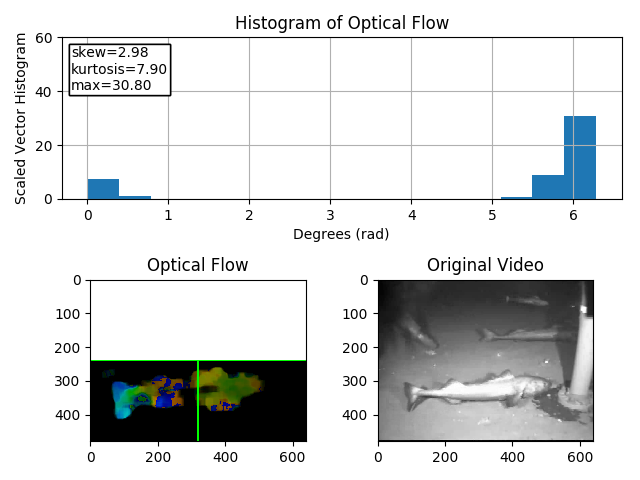 Histogram of Optical Flow
skew=2.98
kurtosis=7.90
max=30.80
Scaled Vector Histogram
60
40
20
0
0 1 2 3 4 5 6
Degrees (rad)
Optical Flow
0
100
200
300
400
0 200 400 600
Original Video
0
100
200
300
400
0 200 400 600